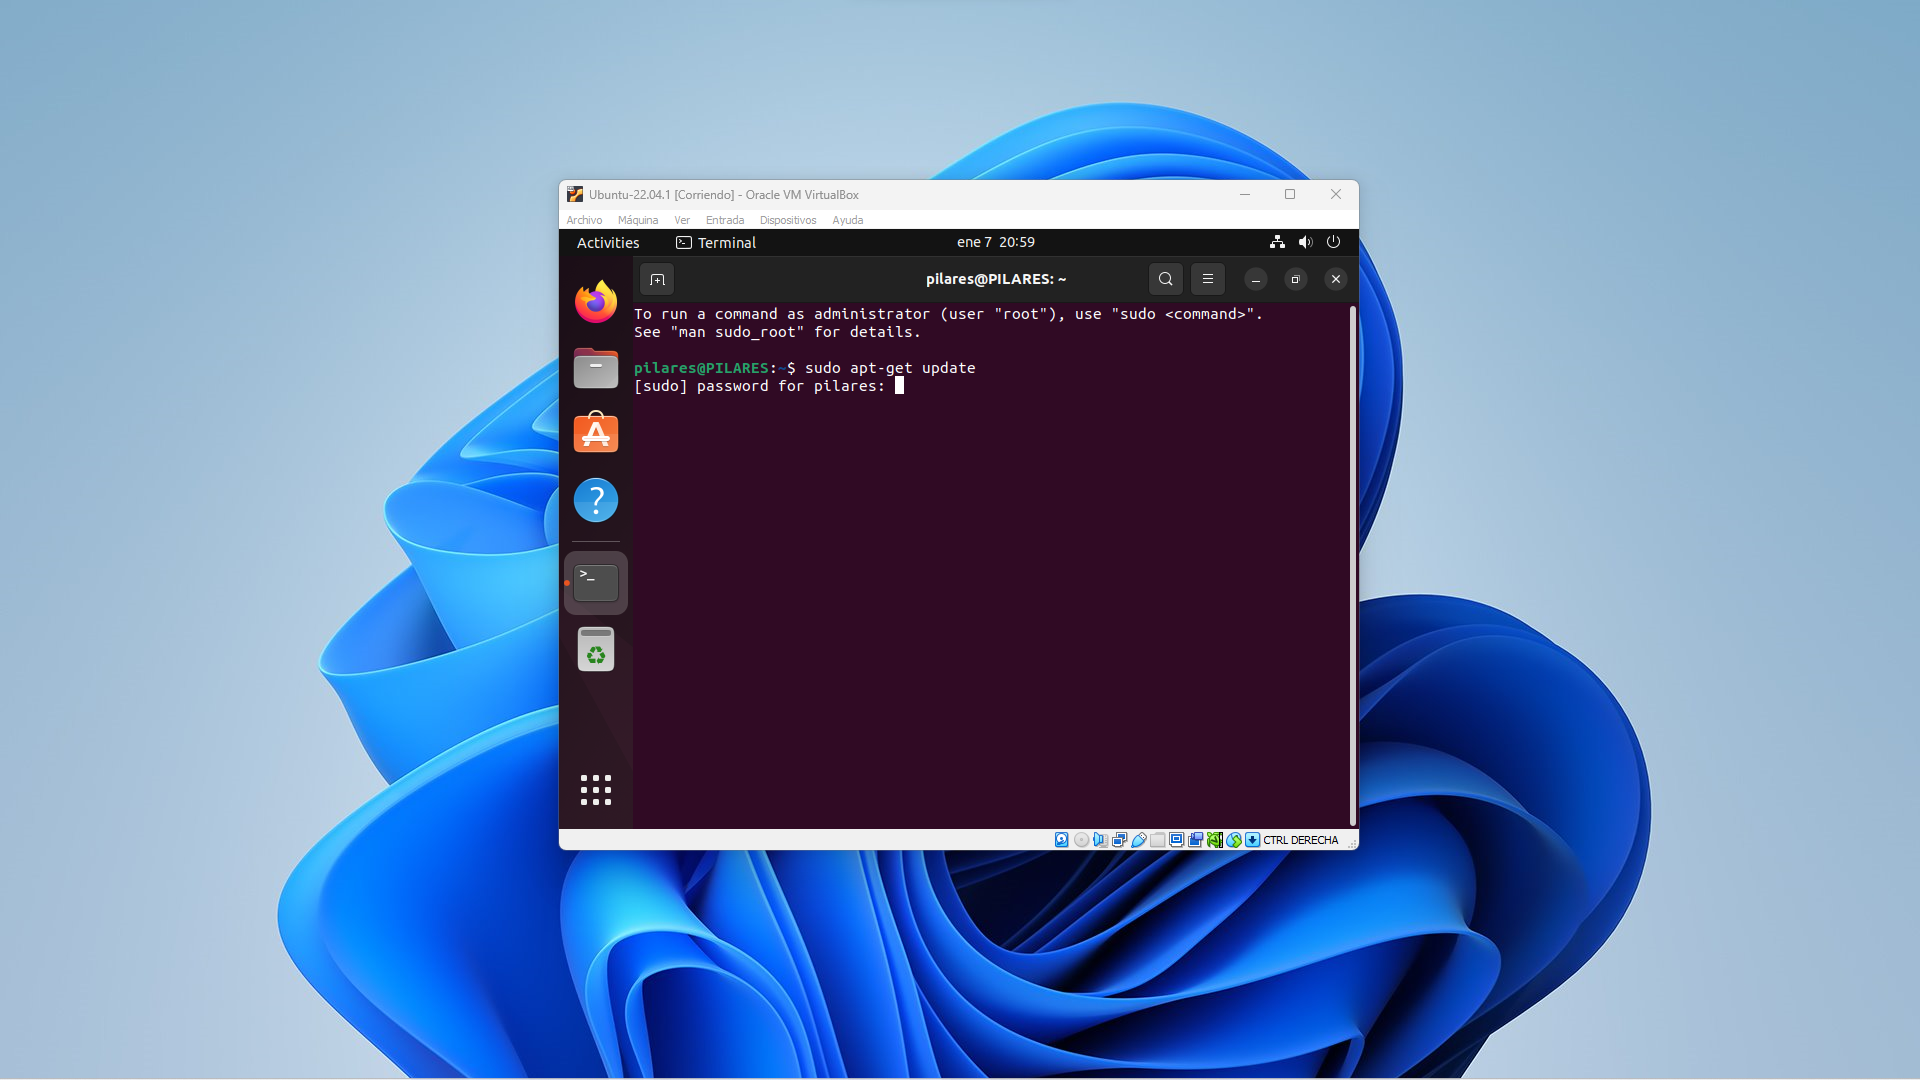 Ubuntu-22.04.1 [Corriendo] - Oracle VM VirtualBox
Archivo Máquina Ver Entrada Dispositivos Ayuda
Activities Terminal ene 7 20:59
pilares@PILARES: ~
To run a command as administrator (user "root"), use "sudo <command>".
See "man sudo_root" for details.
pilares@PILARES:~$ sudo apt-get update
[sudo] password for pilares:
CTRL DERECHA